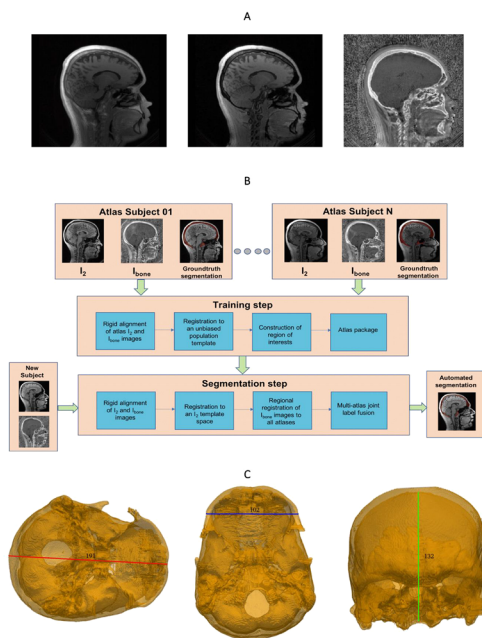 A
B
Atlas Subject 01
Atlas Subject N
I2
Ibone
Groundtruth
segmentation
I2
Ibone
Groundtruth
segmentation
Training step
Rigid alignment
of atlas I2 and
Ibone images
Registration to
an unbiased
population
template
Construction of
region of
interests
Atlas package
New
Subject
Segmentation step
Rigid alignment
of I2 and Ibone
images
Registration to
an I2 template
space
Regional
registration of
Ibone images to
all atlases
Multi-atlas joint
label fusion
Automated
segmentation
C
193
102
132